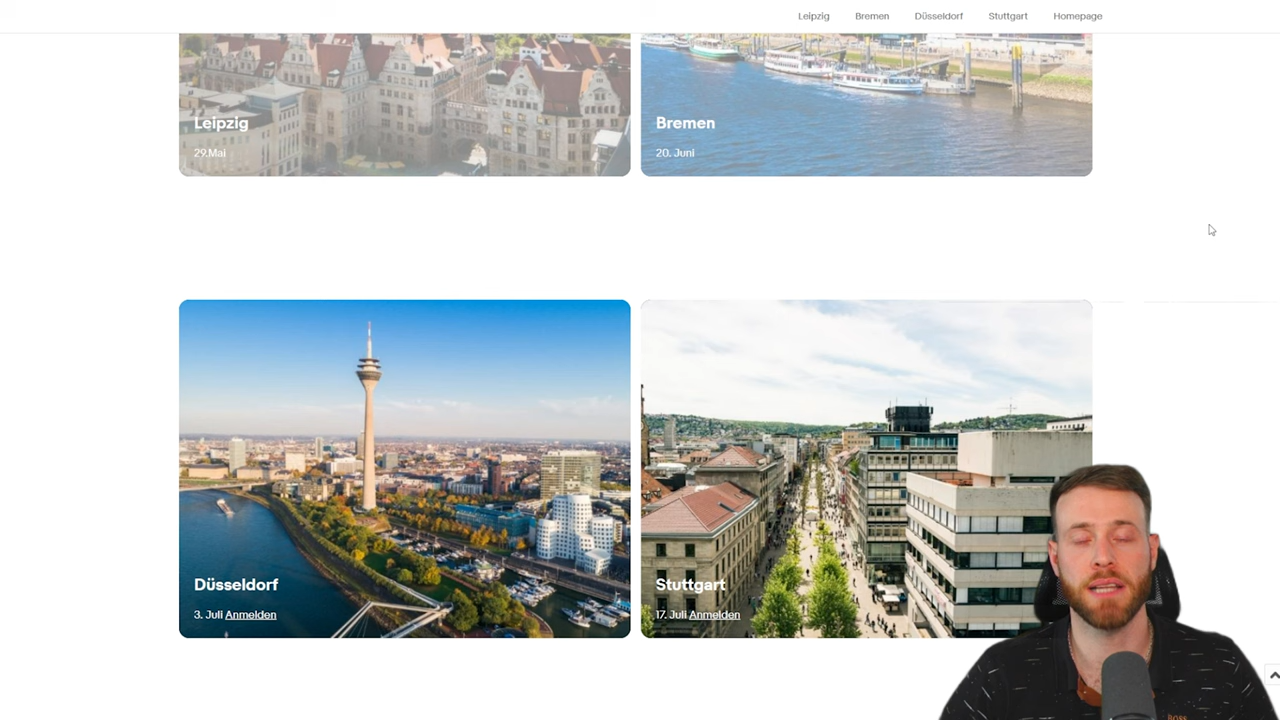 Leipzig Bremen Düsseldorf Stuttgart Homepage
Leipzig
29.Mai
Bremen
20. Juni
Düsseldorf
3. Juli Anmelden
Stuttgart
17. Juli Anmelden
BOSS